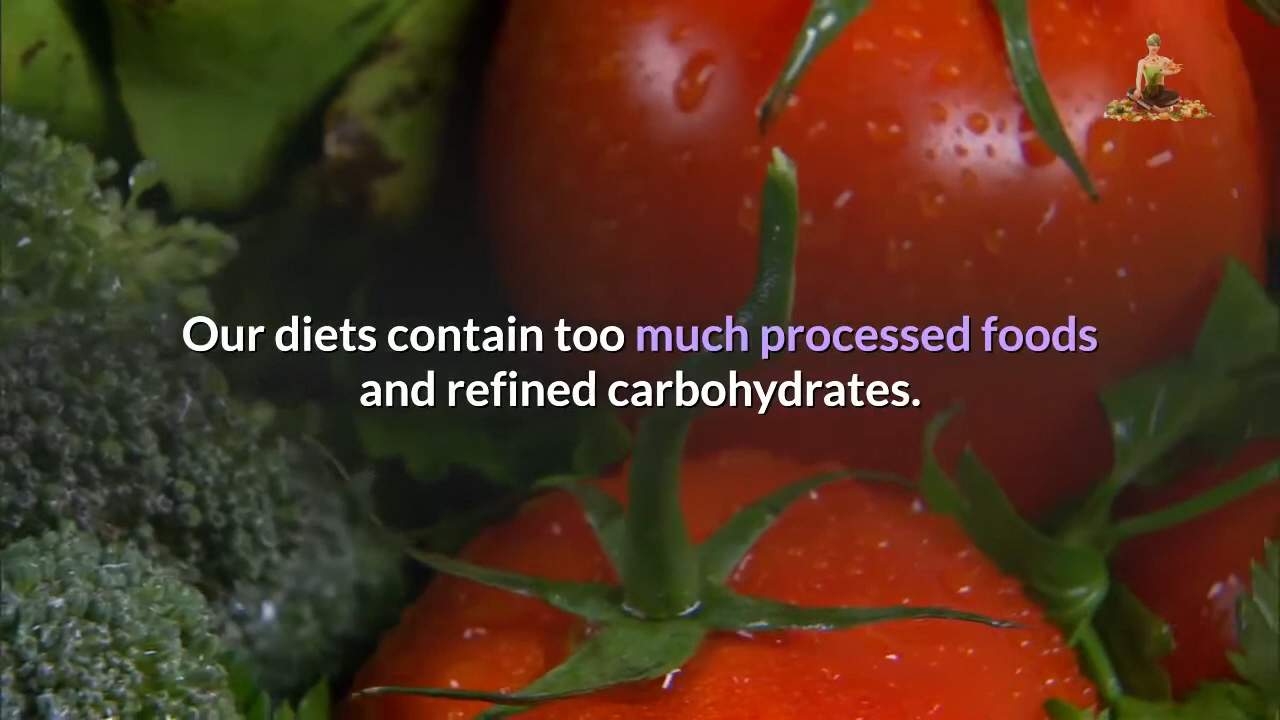 Our diets contain too much processed foods
and refined carbohydrates.